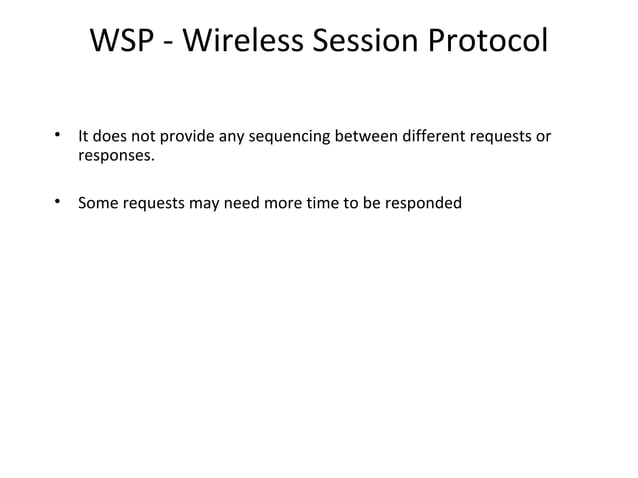 WSP - Wireless Session Protocol
• It does not provide any sequencing between different requests or
responses.
• Some requests may need more time to be responded